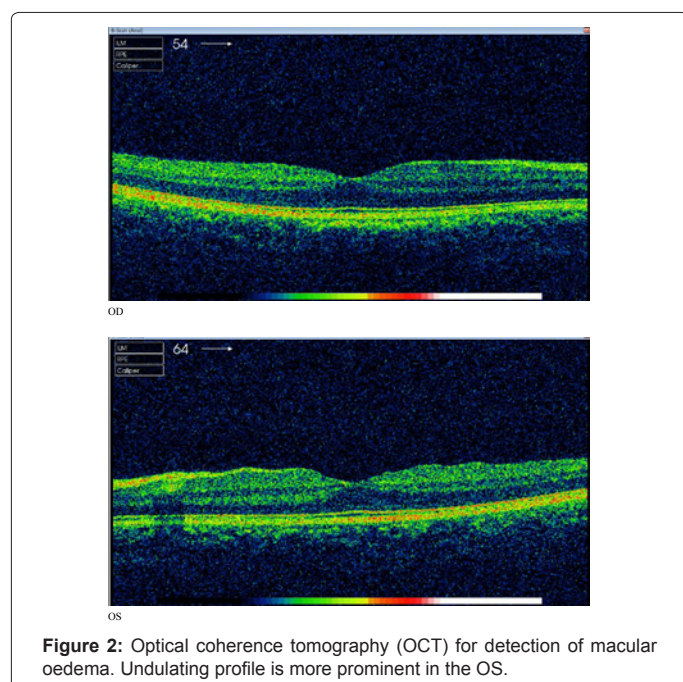 B-Scan (Axial)
ILM
RPE
Caliper
54
OD
ILM
RPE
Caliper
64
OS
Figure 2: Optical coherence tomography (OCT) for detection of macular
oedema. Undulating profile is more prominent in the OS.